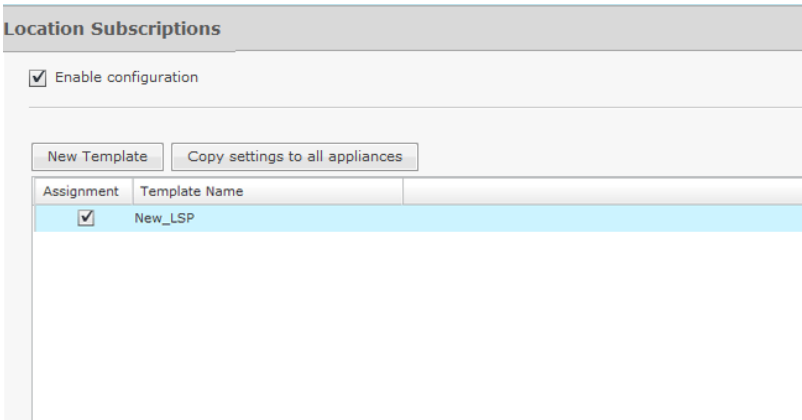 Location Subscriptions
Enable configuration
New Template Copy settings to all appliances
Assignment Template Name
New_LSP